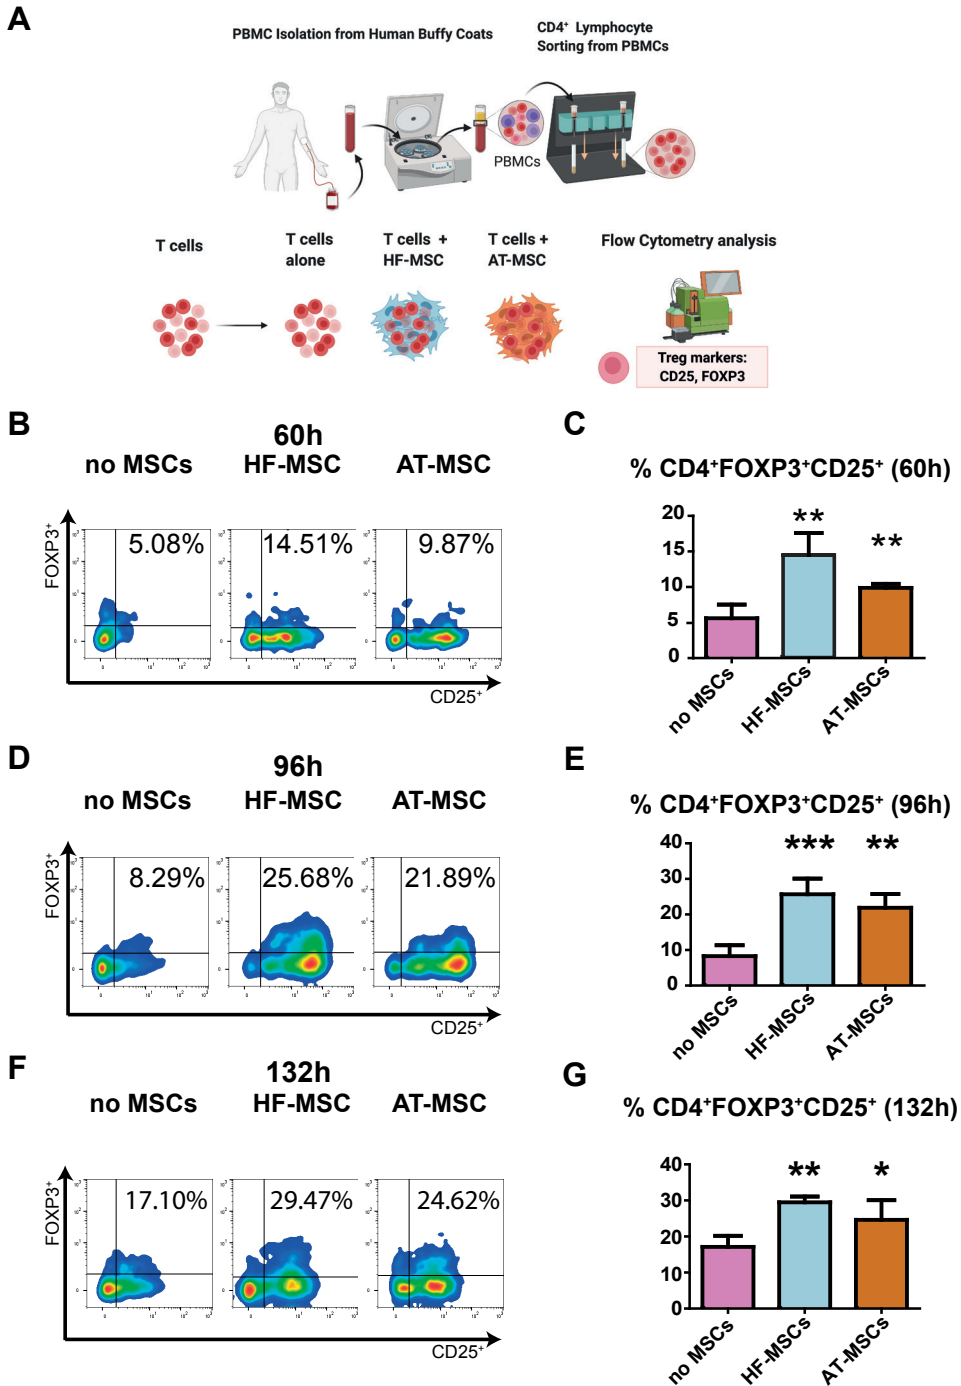 A
PBMC Isolation from Human Buffy Coats
CD4⁺ Lymphocyte
Sorting from PBMCs
PBMCs
T cells
T cells
alone
T cells +
HF-MSC
T cells +
AT-MSC
Flow Cytometry analysis
Treg markers:
CD25, FOXP3
B
60h
no MSCs
HF-MSC
AT-MSC
FOXP3⁺
5.08%
14.51%
9.87%
CD25⁺
C
% CD4⁺FOXP3⁺CD25⁺ (60h)
20
15
10
5
0
**
**
no MSCs
HF-MSCs
AT-MSCs
D
96h
no MSCs
HF-MSC
AT-MSC
FOXP3⁺
8.29%
25.68%
21.89%
CD25⁺
E
% CD4⁺FOXP3⁺CD25⁺ (96h)
40
30
20
10
0
***
**
no MSCs
HF-MSCs
AT-MSCs
F
132h
no MSCs
HF-MSC
AT-MSC
FOXP3⁺
17.10%
29.47%
24.62%
CD25⁺
G
% CD4⁺FOXP3⁺CD25⁺ (132h)
40
30
20
10
0
**
*
no MSCs
HF-MSCs
AT-MSCs